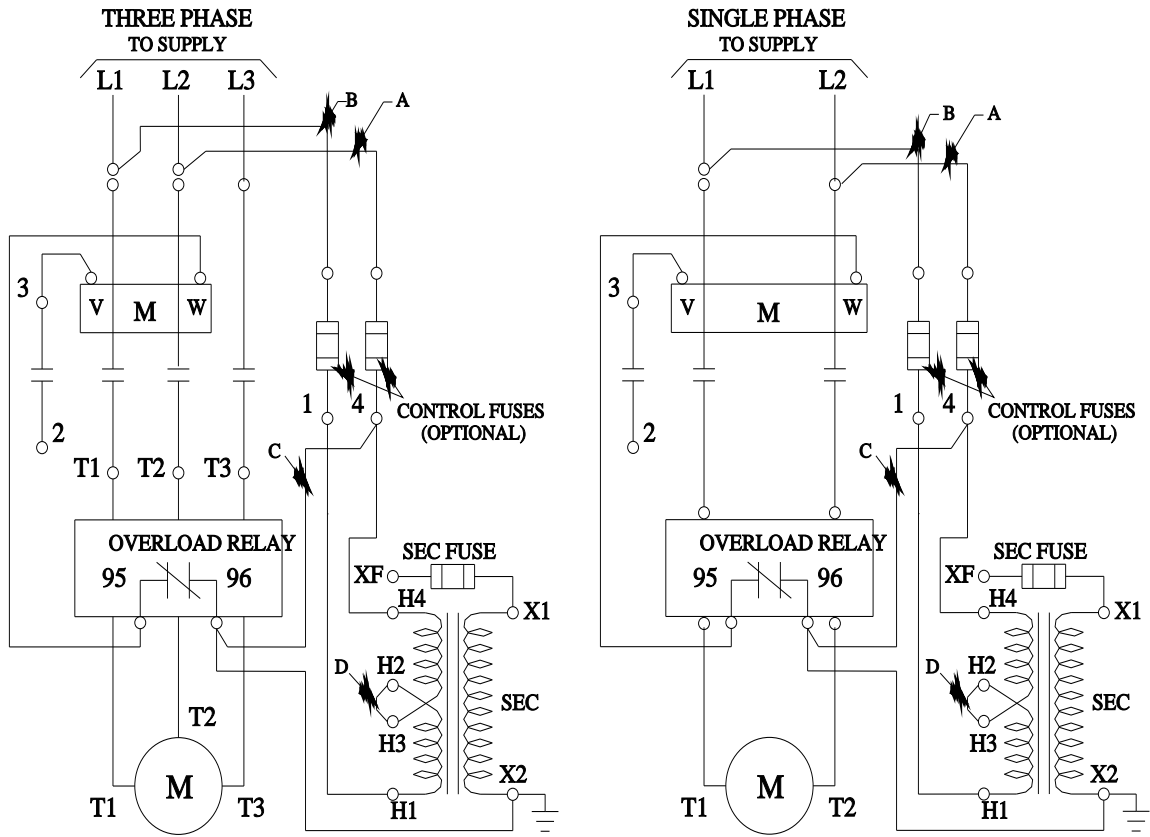 THREE PHASE
TO SUPPLY
L1 L2 L3
B A
3
V M W
1 4
CONTROL FUSES
(OPTIONAL)
2
C
T1 T2 T3
OVERLOAD RELAY
95 96
SEC FUSE
XF
H4 X1
D H2
SEC
H3
T2
X2
T1 M T3
H1
SINGLE PHASE
TO SUPPLY
L1 L2
B A
3
V M W
1 4
CONTROL FUSES
(OPTIONAL)
2
C
OVERLOAD RELAY
95 96
SEC FUSE
XF
H4 X1
D H2
SEC
H3
X2
T1 M T2
H1